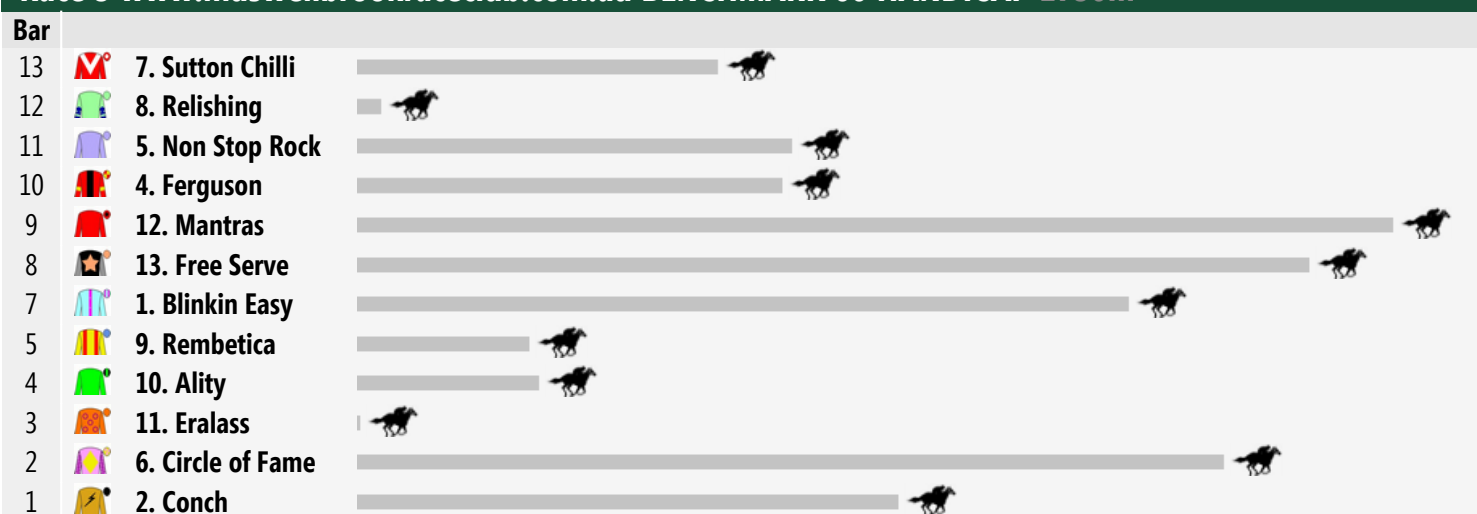 Bar
13 7. Sutton Chilli
12 8. Relishing
11 5. Non Stop Rock
10 4. Ferguson
9 12. Mantras
8 13. Free Serve
7 1. Blinkin Easy
5 9. Rembetica
4 10. Ality
3 11. Eralass
2 6. Circle of Fame
1 2. Conch